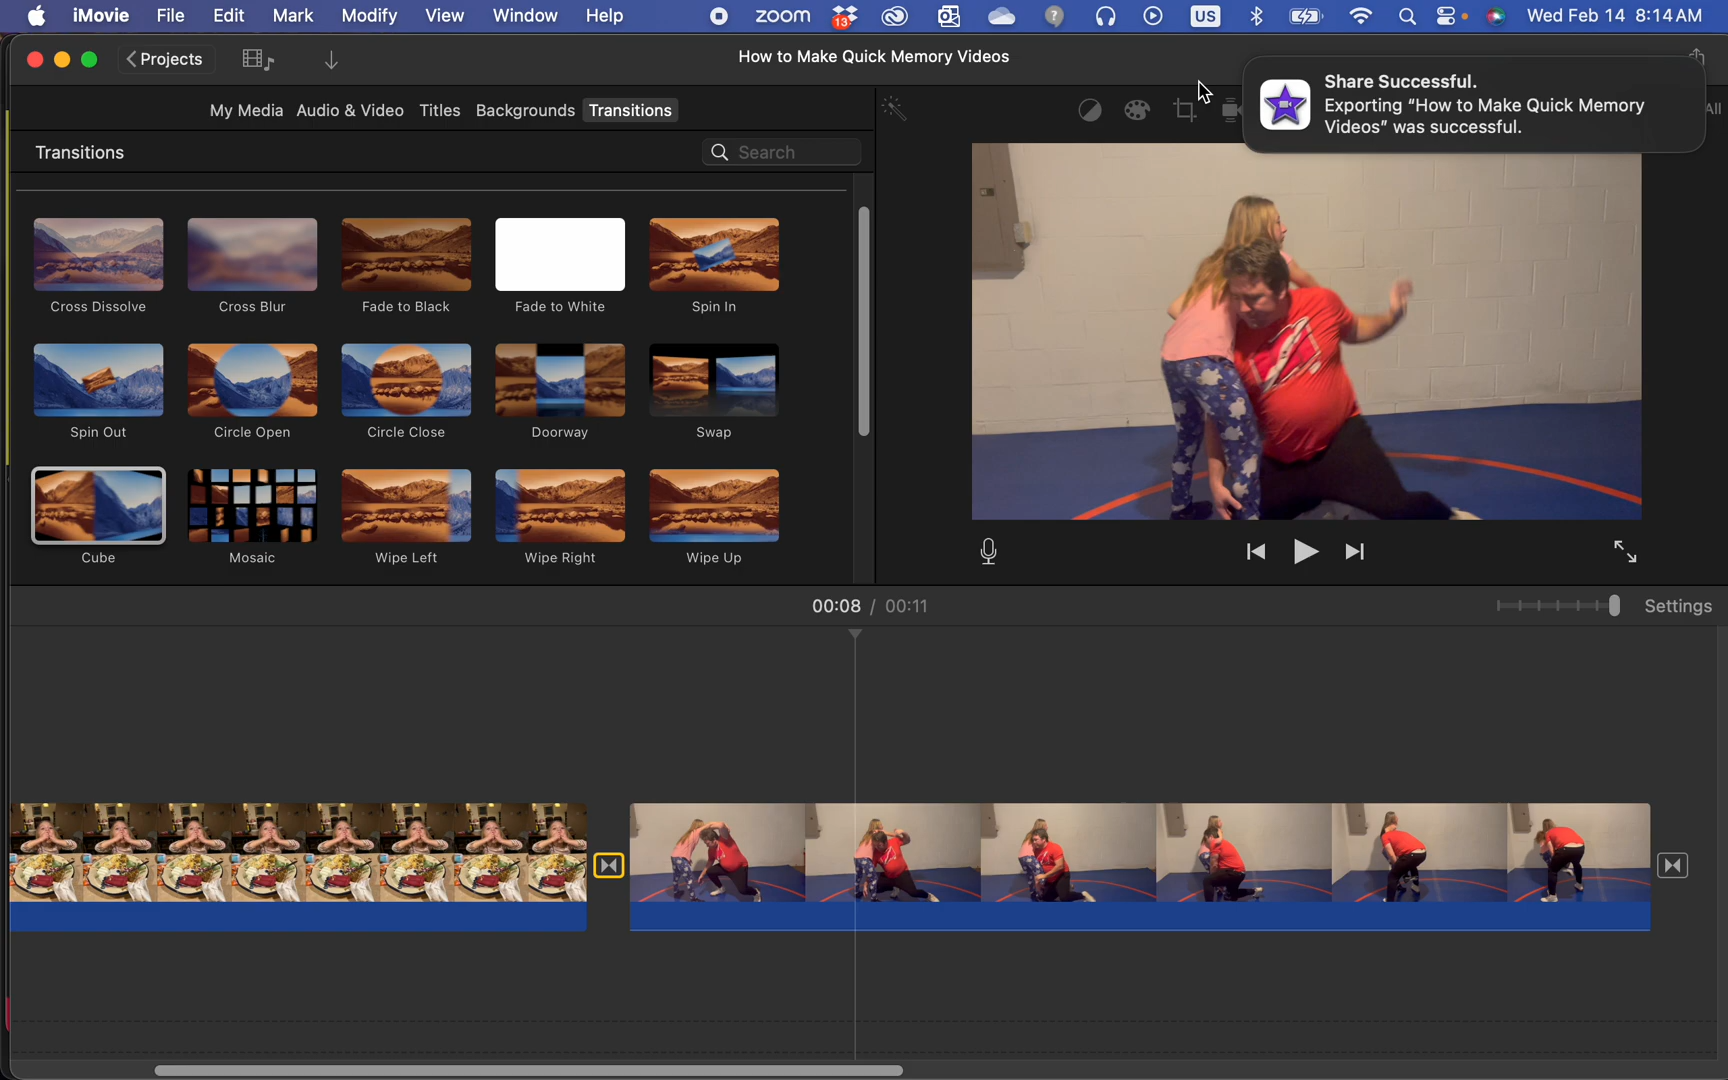 iMovie File Edit Mark Modify View Window Help zoom 13 US Wed Feb 14 8:14 AM
Projects
How to Make Quick Memory Videos
Share Successful.
Exporting “How to Make Quick Memory
Videos” was successful.
My Media Audio & Video Titles Backgrounds Transitions
All
Transitions
Search
Cross Dissolve Cross Blur Fade to Black Fade to White Spin In
Spin Out Circle Open Circle Close Doorway Swap
Cube Mosaic Wipe Left Wipe Right Wipe Up
00:08 / 00:11
Settings